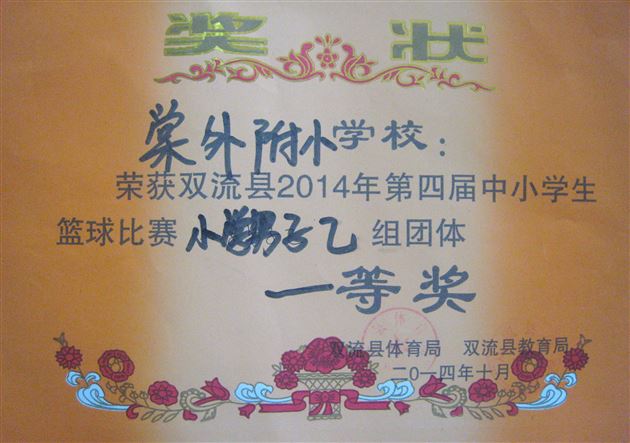 奖状
棠外附小学校：
荣获双流县2014年第四届中小学生
篮球比赛小学男子乙组团体
一等奖
双流县体育局 双流县教育局
二〇一四年十月